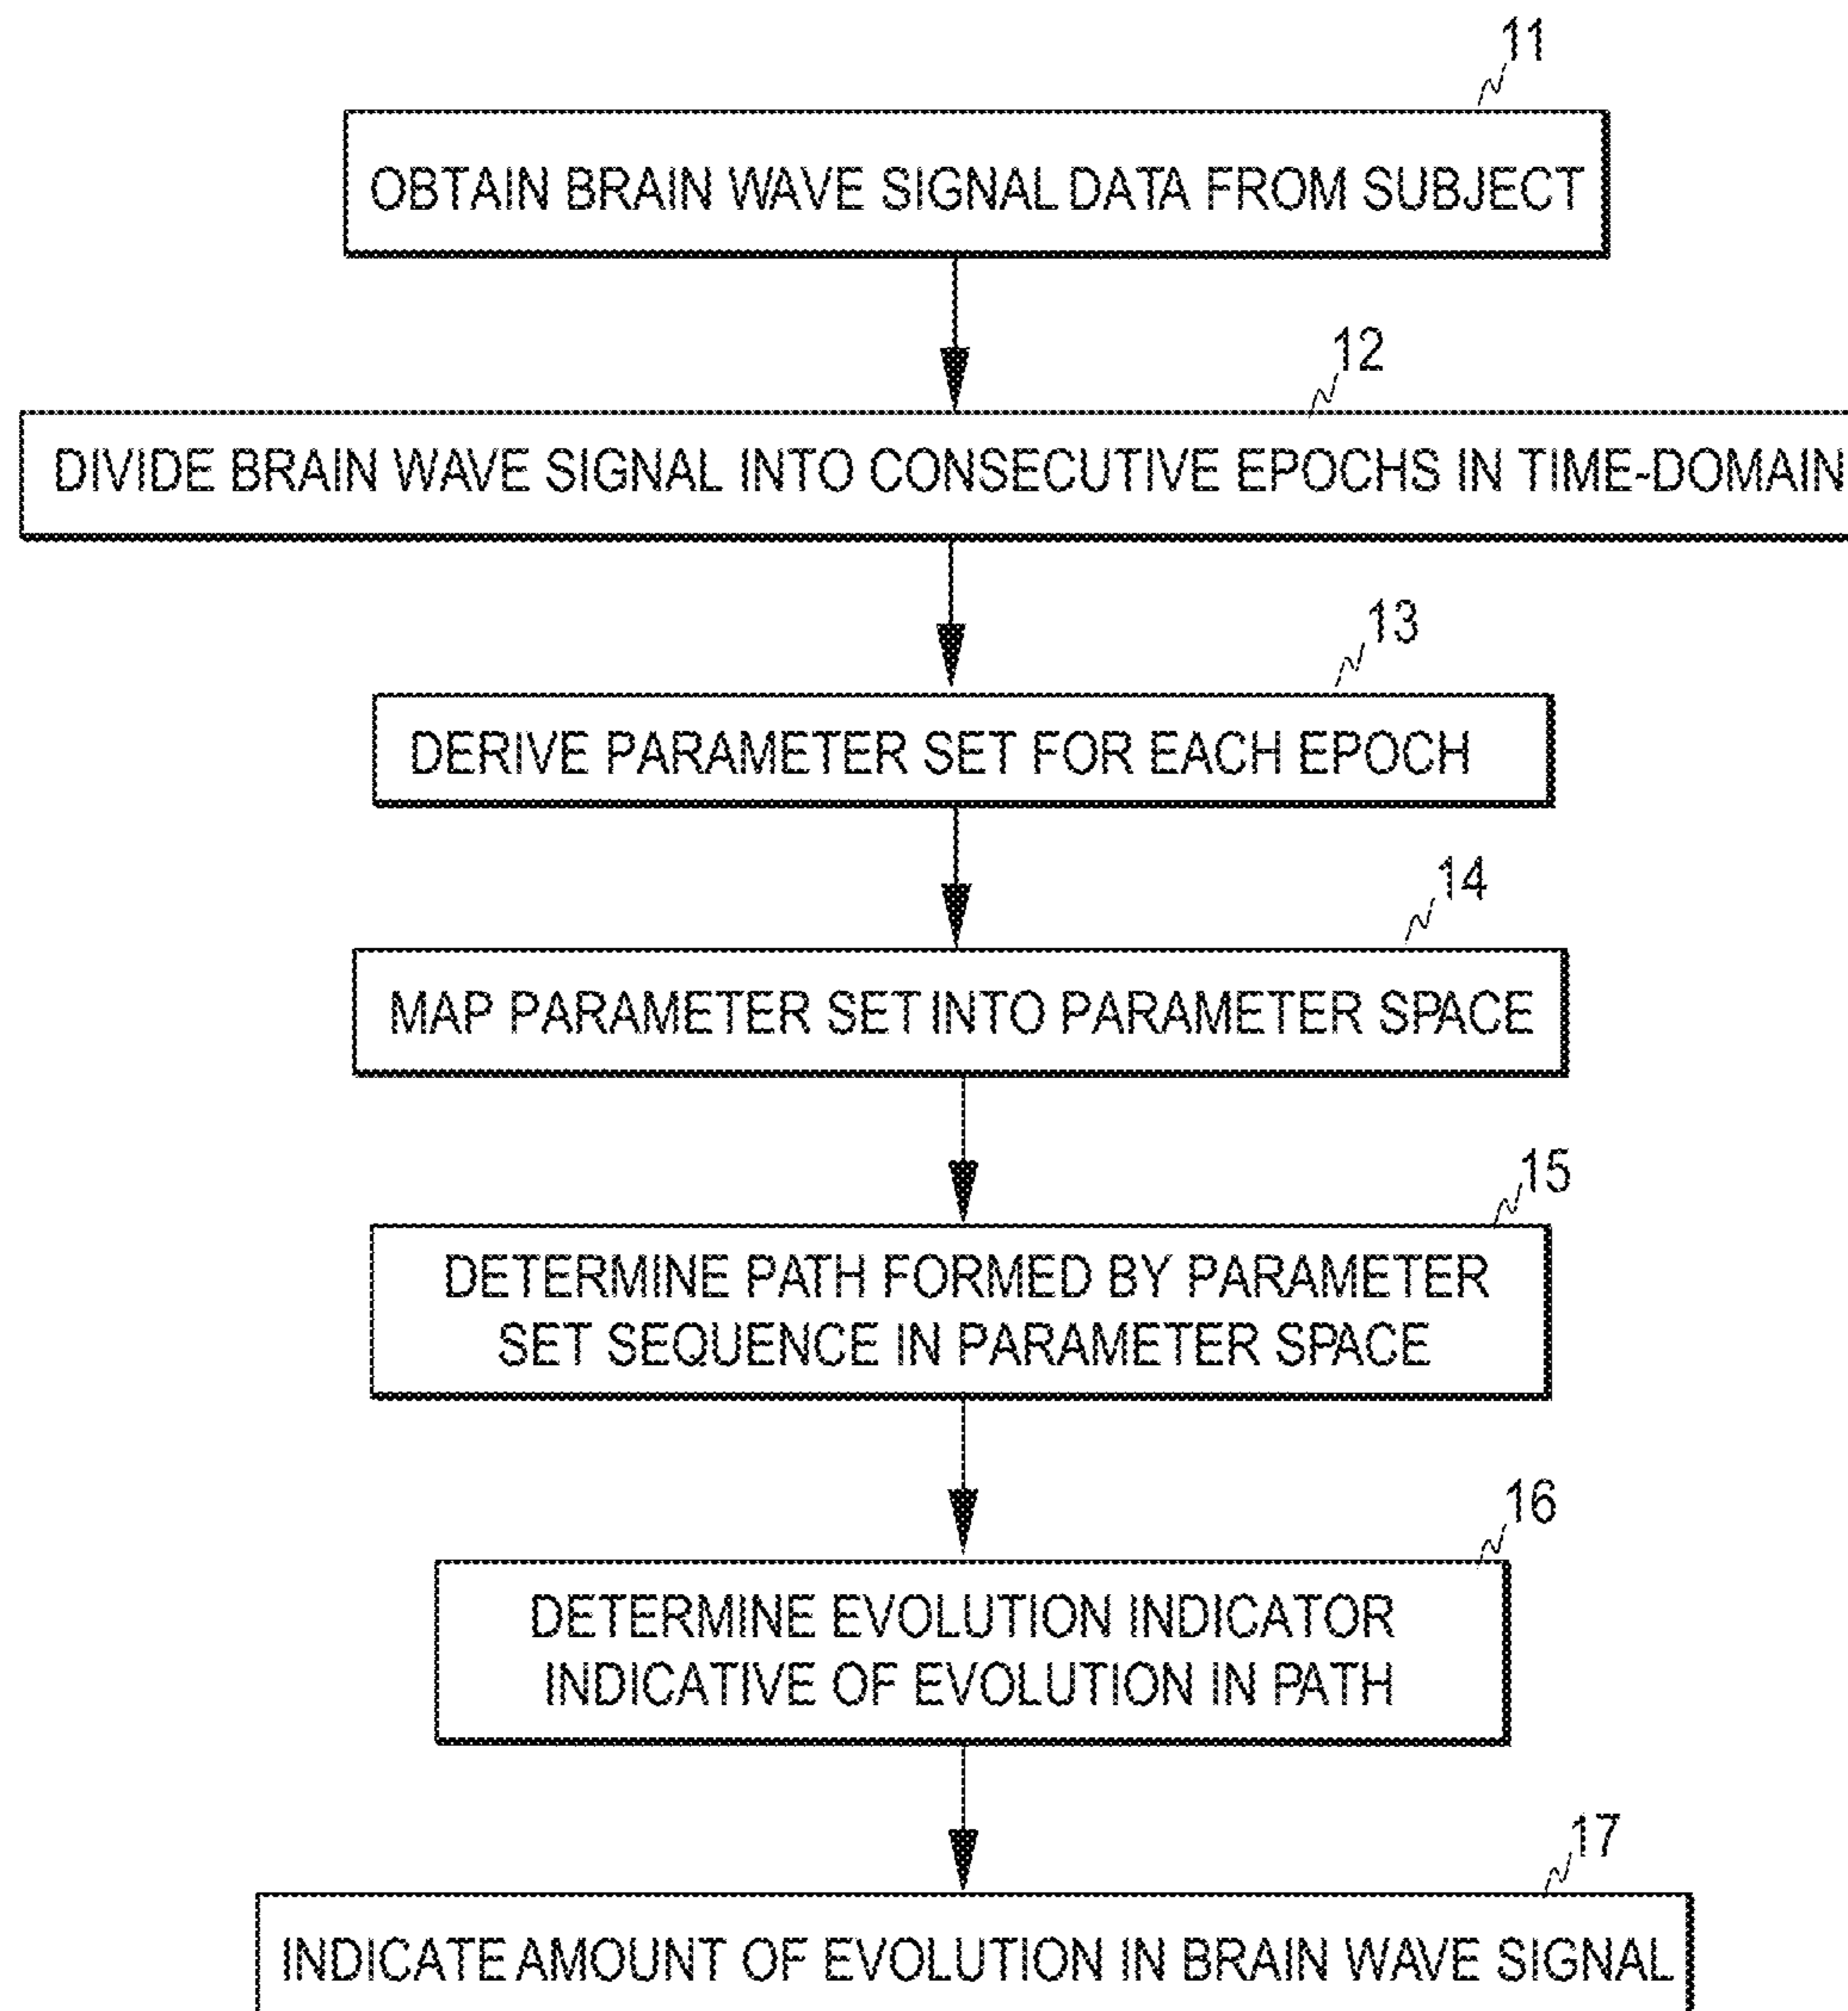 11
OBTAIN BRAIN WAVE SIGNAL DATA FROM SUBJECT
12
DIVIDE BRAIN WAVE SIGNAL INTO CONSECUTIVE EPOCHS IN TIME-DOMAIN
13
DERIVE PARAMETER SET FOR EACH EPOCH
14
MAP PARAMETER SET INTO PARAMETER SPACE
15
DETERMINE PATH FORMED BY PARAMETER
SET SEQUENCE IN PARAMETER SPACE
16
DETERMINE EVOLUTION INDICATOR
INDICATIVE OF EVOLUTION IN PATH
17
INDICATE AMOUNT OF EVOLUTION IN BRAIN WAVE SIGNAL